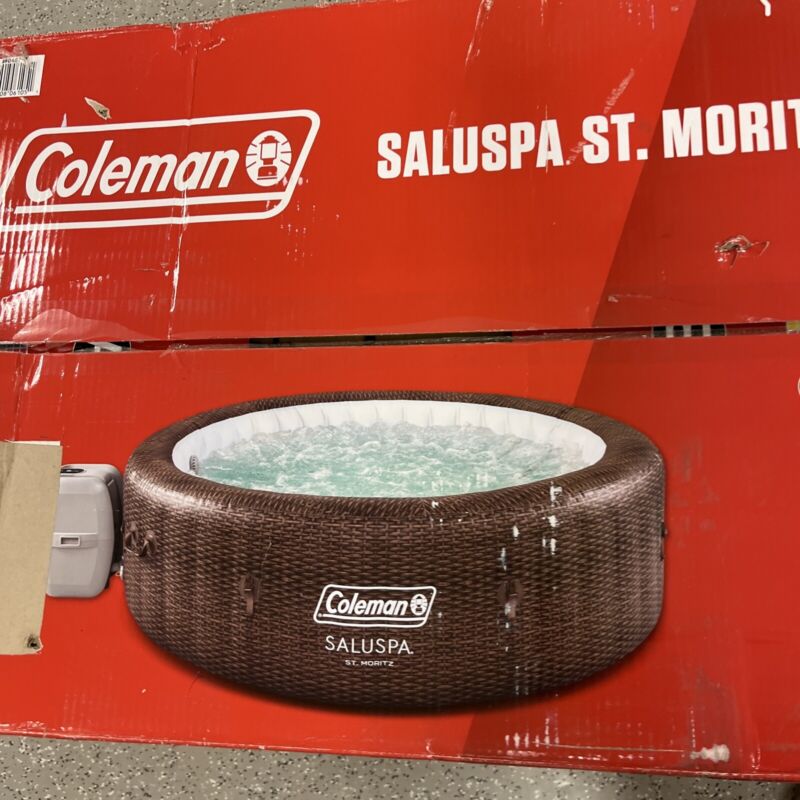 Coleman
SALUSPA ST. MORIT
Coleman
SALUSPA
ST. MORITZ